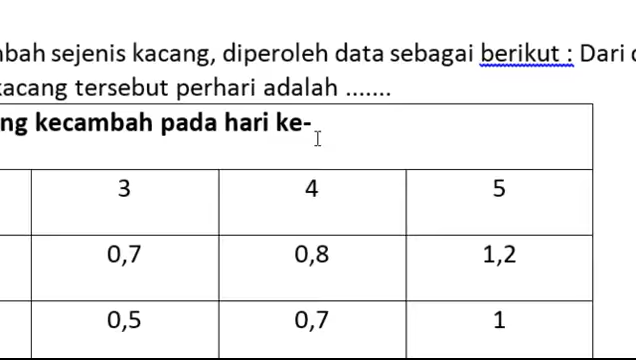 mbah sejenis kacang, diperoleh data sebagai berikut : Dari
kacang tersebut perhari adalah .......
ng kecambah pada hari ke-
3 4 5
0,7 0,8 1,2
0,5 0,7 1